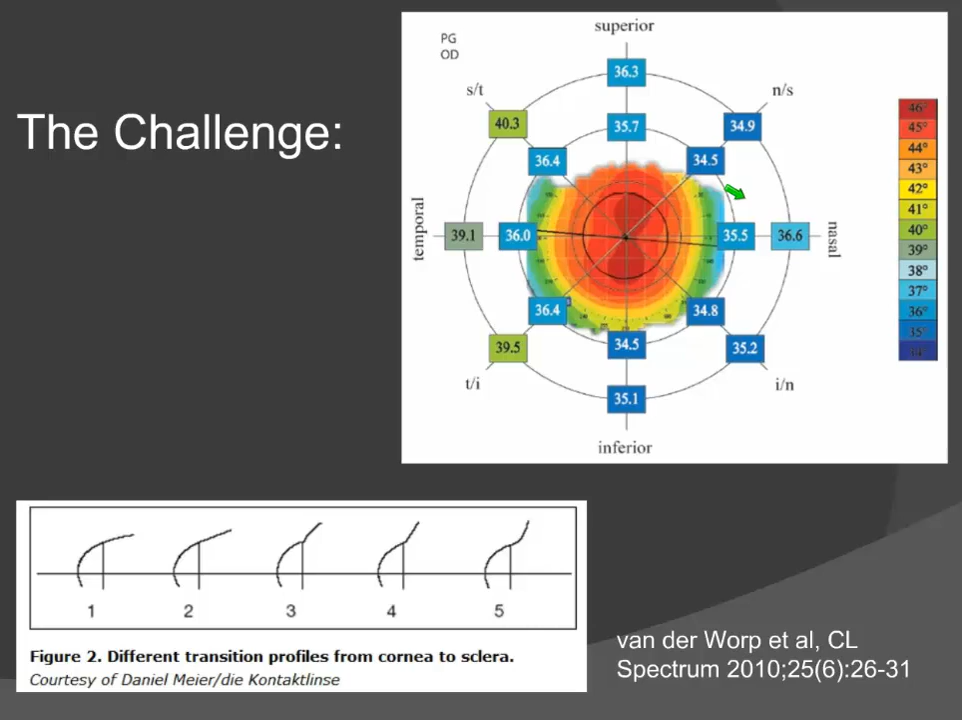 The Challenge:
PG
OD
superior
s/t
n/s
36.3
40.3
35.7
34.9
36.4
34.5
temporal
39.1
36.0
35.5
36.6
nasal
36.4
34.8
39.5
34.5
35.2
t/i
35.1
i/n
inferior
46°
45°
44°
43°
42°
41°
40°
39°
38°
37°
36°
35°
1 2 3 4 5
Figure 2. Different transition profiles from cornea to sclera.
Courtesy of Daniel Meier/die Kontaktlinse
van der Worp et al, CL
Spectrum 2010;25(6):26-31